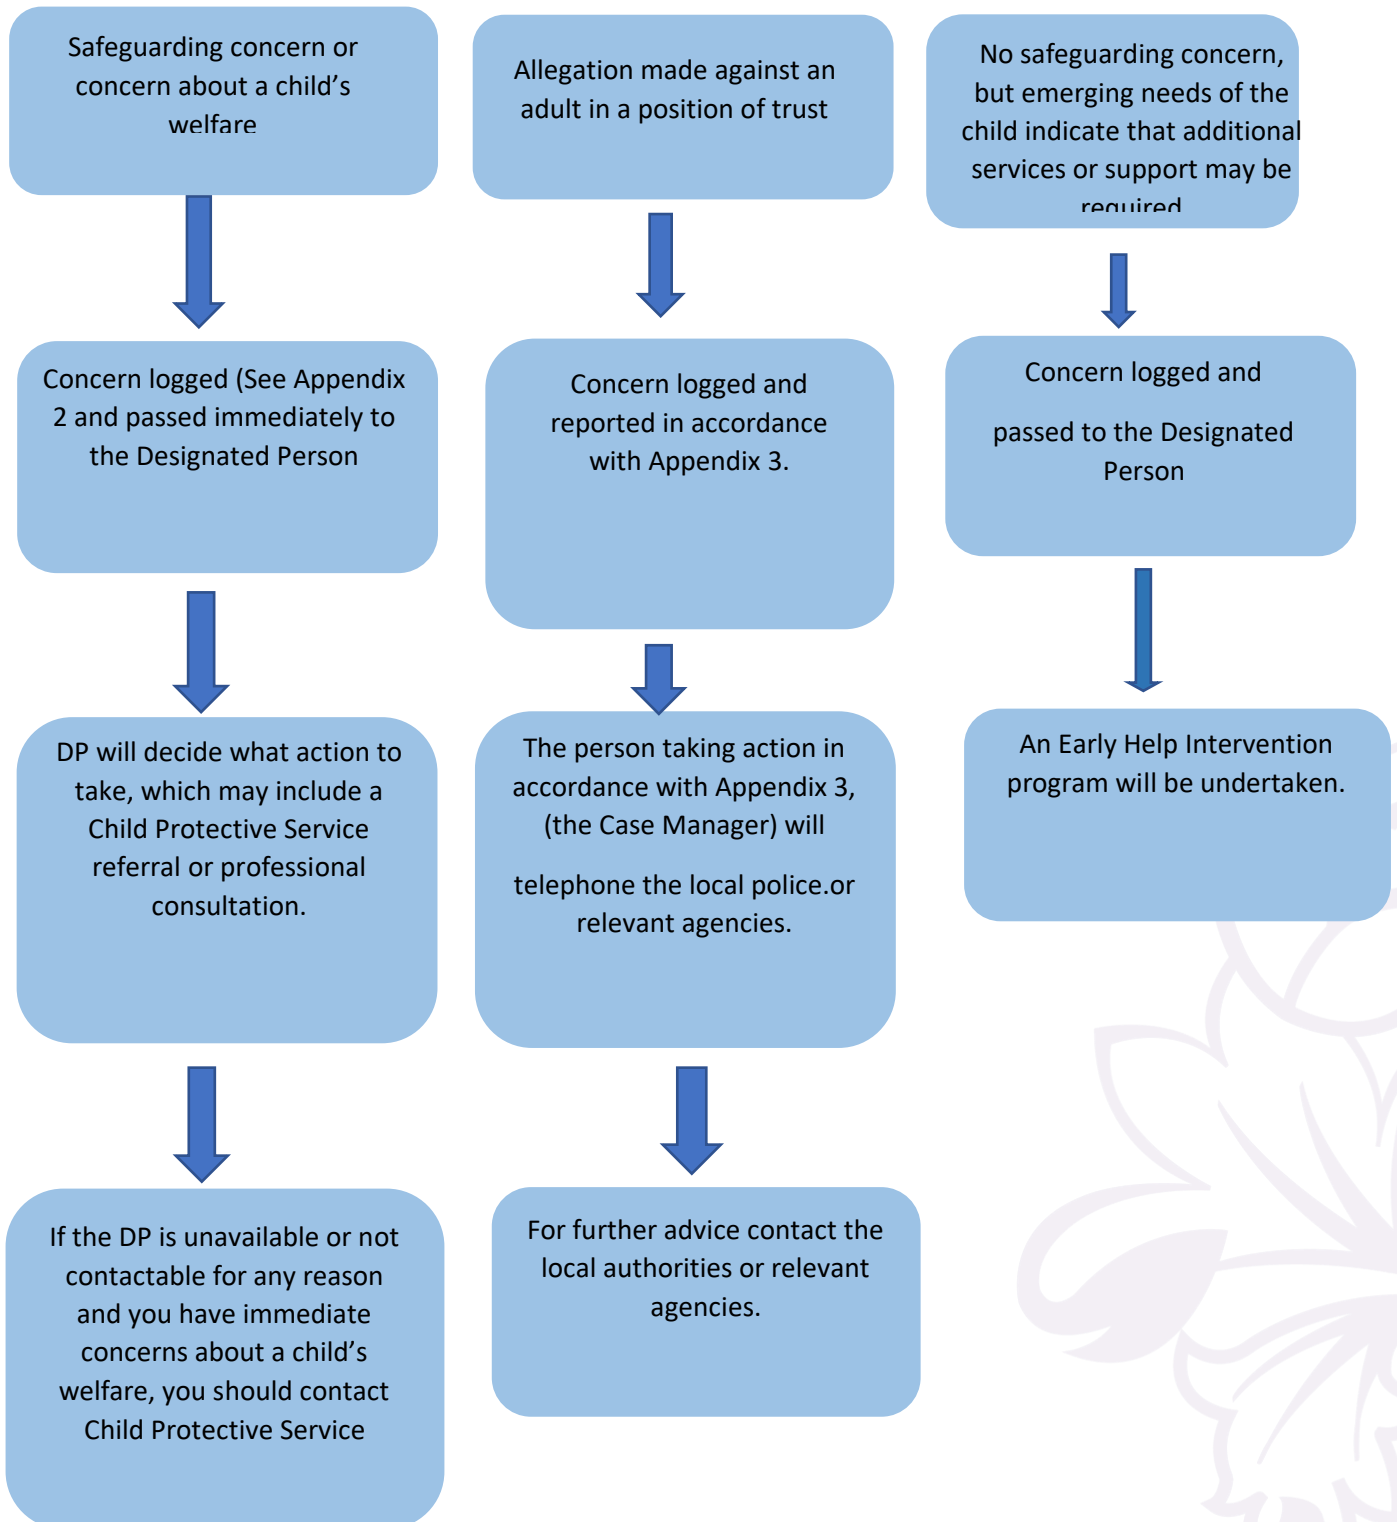 Safeguarding concern or
concern about a child’s
welfare
Concern logged (See Appendix
2 and passed immediately to
the Designated Person
DP will decide what action to
take, which may include a
Child Protective Service
referral or professional
consultation.
If the DP is unavailable or not
contactable for any reason
and you have immediate
concerns about a child’s
welfare, you should contact
Child Protective Service
Allegation made against an
adult in a position of trust
Concern logged and
reported in accordance
with Appendix 3.
The person taking action in
accordance with Appendix 3,
(the Case Manager) will
telephone the local police.or
relevant agencies.
For further advice contact the
local authorities or relevant
agencies.
No safeguarding concern,
but emerging needs of the
child indicate that additional
services or support may be
required
Concern logged and
passed to the Designated
Person
An Early Help Intervention
program will be undertaken.